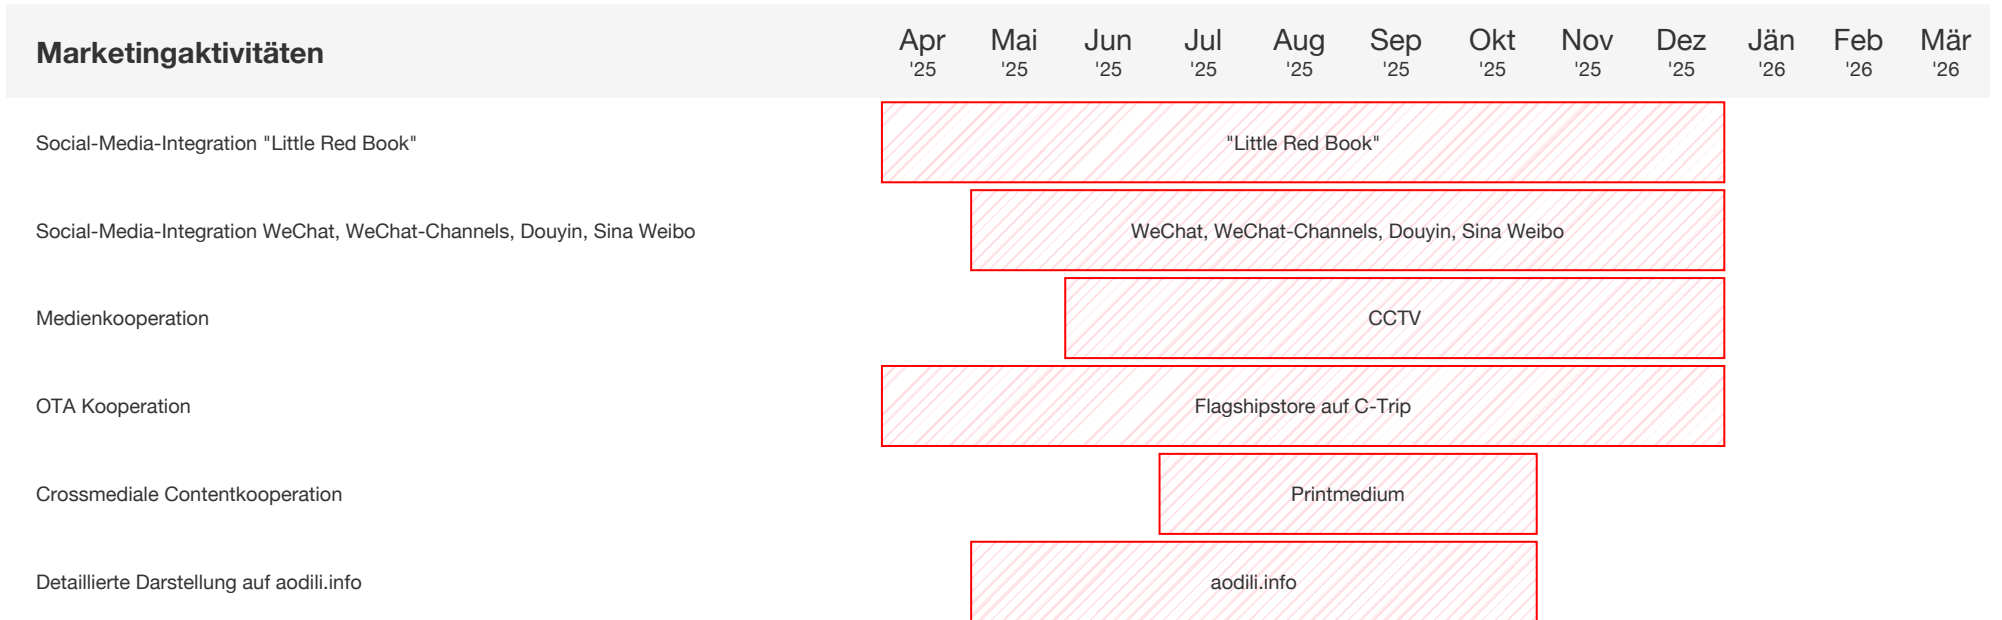 Marketingaktivitäten
Apr Mai Jun Jul Aug Sep Okt Nov Dez Jän Feb Mär
'25 '25 '25 '25 '25 '25 '25 '25 '25 '26 '26 '26
Social-Media-Integration "Little Red Book"
"Little Red Book"
Social-Media-Integration WeChat, WeChat-Channels, Douyin, Sina Weibo
WeChat, WeChat-Channels, Douyin, Sina Weibo
Medienkooperation
CCTV
OTA Kooperation
Flagshipstore auf C-Trip
Crossmediale Contentkooperation
Printmedium
Detaillierte Darstellung auf aodili.info
aodili.info